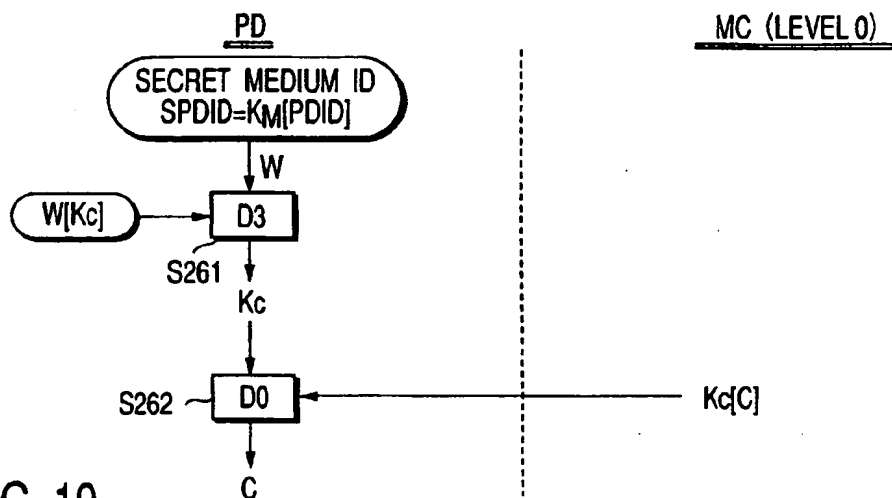 PD
MC (LEVEL 0)
SECRET MEDIUM ID
SPDID=KM[PDID]
W
W[Kc]
D3
S261
Kc
D0
S262
Kc[C]
C